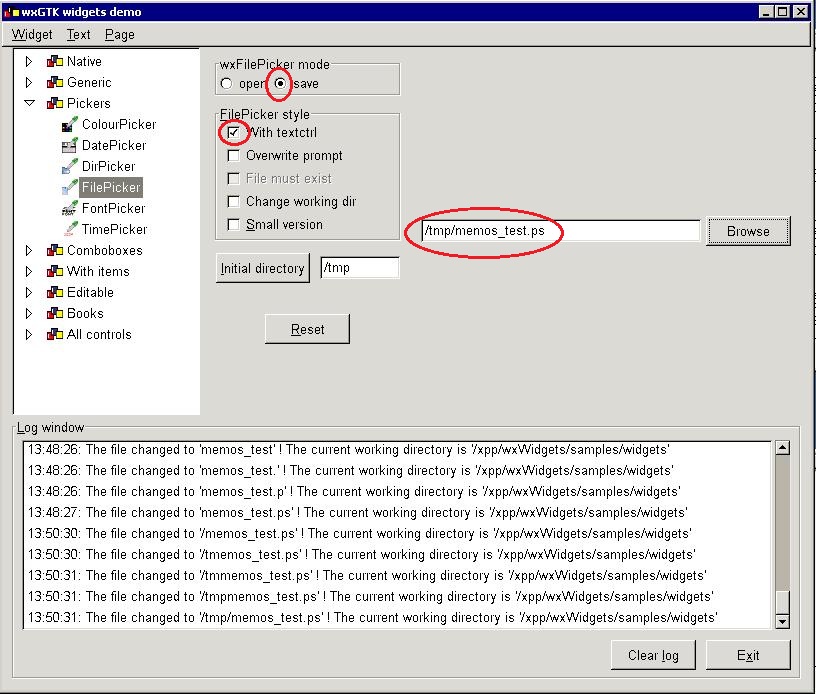 wxGTK widgets demo
Widget Text Page
Native
Generic
Pickers
ColourPicker
DatePicker
DirPicker
FilePicker
FontPicker
TimePicker
Comboboxes
With items
Editable
Books
All controls
wxFilePicker mode
open save
FilePicker style
With textctrl
Overwrite prompt
File must exist
Change working dir
Small version
/tmp/memos_test.ps
Browse
Initial directory
/tmp
Reset
Log window
13:48:26: The file changed to 'memos_test' ! The current working directory is '/xpp/wxWidgets/samples/widgets'
13:48:26: The file changed to 'memos_test.' ! The current working directory is '/xpp/wxWidgets/samples/widgets'
13:48:26: The file changed to 'memos_test.p' ! The current working directory is '/xpp/wxWidgets/samples/widgets'
13:48:27: The file changed to 'memos_test.ps' ! The current working directory is '/xpp/wxWidgets/samples/widgets'
13:50:30: The file changed to '/memos_test.ps' ! The current working directory is '/xpp/wxWidgets/samples/widgets'
13:50:30: The file changed to '/tmemos_test.ps' ! The current working directory is '/xpp/wxWidgets/samples/widgets'
13:50:31: The file changed to '/tmmemos_test.ps' ! The current working directory is '/xpp/wxWidgets/samples/widgets'
13:50:31: The file changed to '/tmpmemos_test.ps' ! The current working directory is '/xpp/wxWidgets/samples/widgets'
13:50:31: The file changed to '/tmp/memos_test.ps' ! The current working directory is '/xpp/wxWidgets/samples/widgets'
Clear log
Exit